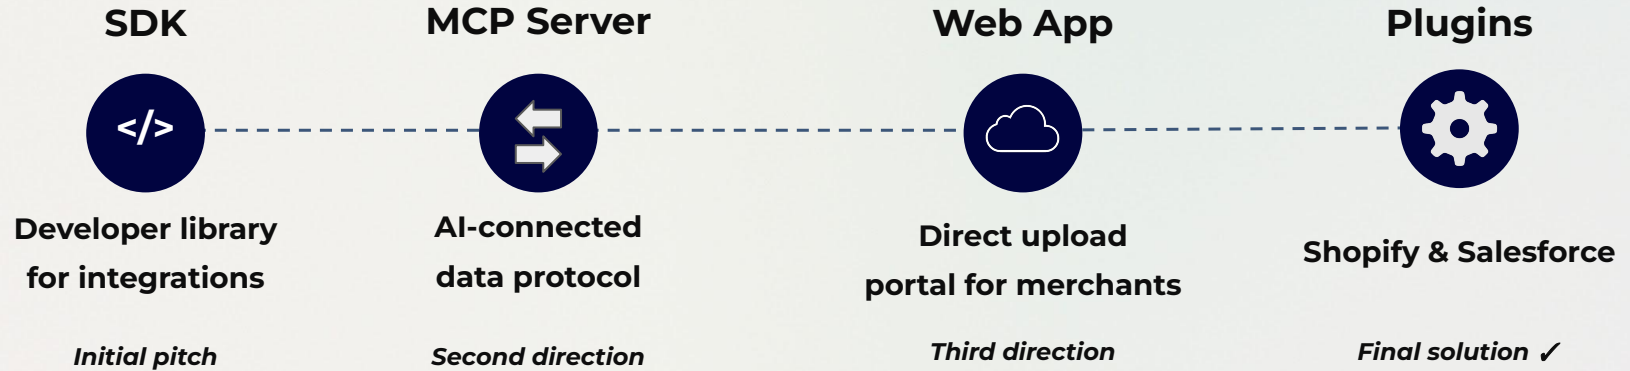 SDK
MCP Server
Web App
Plugins
</>
Developer library
for integrations
AI-connected
data protocol
Direct upload
portal for merchants
Shopify & Salesforce
Initial pitch
Second direction
Third direction
Final solution ✓